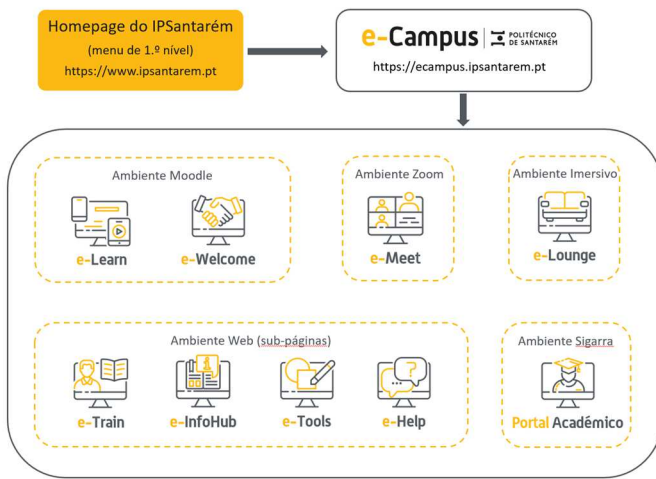 Homepage do IPSantarém
(menu de 1.º nível)
https://www.ipsantarem.pt
e-Campus
POLITÉCNICO
DE SANTARÉM
https://ecampus.ipsantarem.pt
Ambiente Moodle
e-Learn
e-Welcome
Ambiente Zoom
e-Meet
Ambiente Imersivo
e-Lounge
Ambiente Web (sub-páginas)
e-Train
e-InfoHub
e-Tools
e-Help
Ambiente Sigarra
Portal Académico